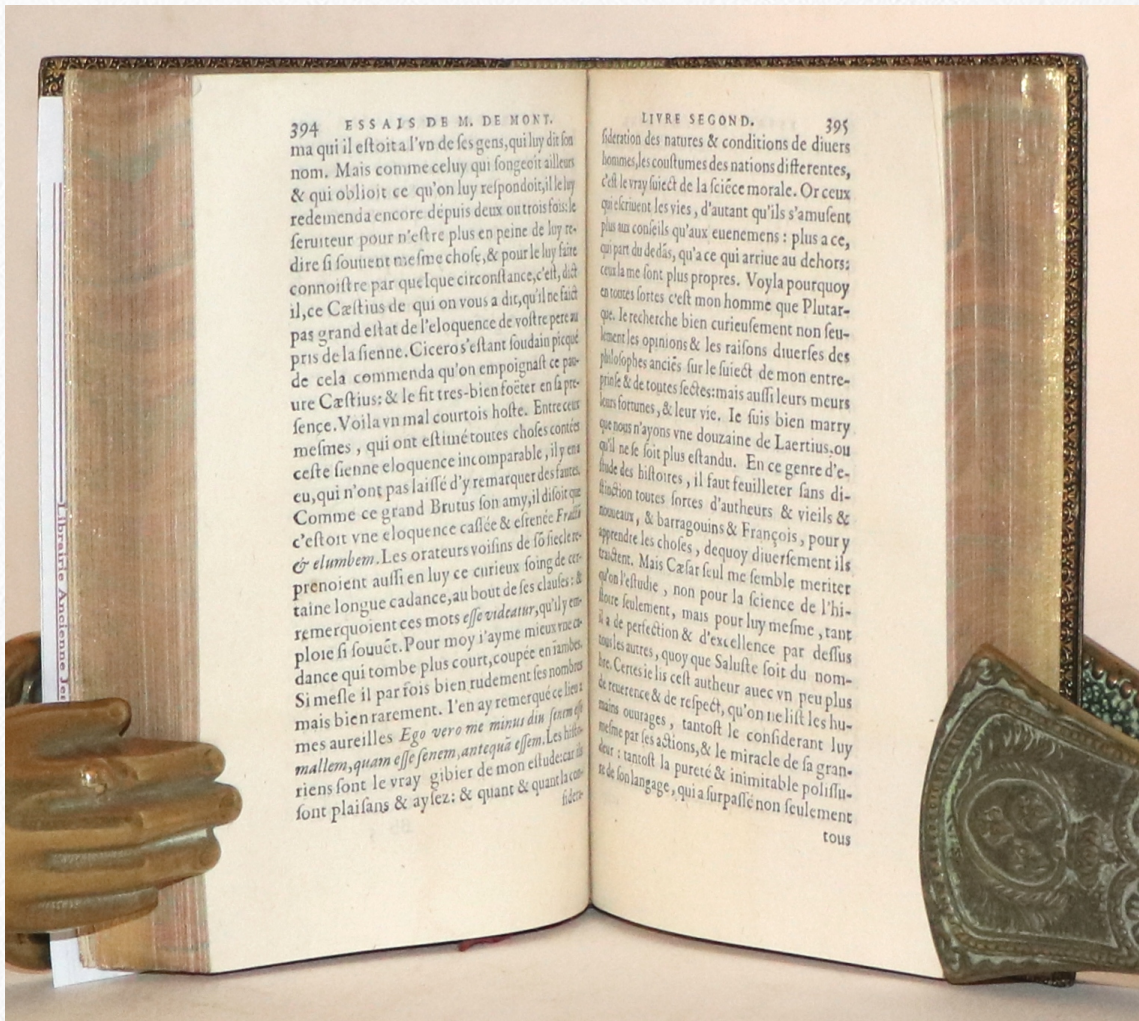 394 ESSAIS DE M. DE MONT.
ma qui il eſtoit a l'vn de ſes gens, qui luy dit ſon
nom. Mais comme celuy qui ſongeoit ailleurs
& qui oblioit ce qu'on luy reſpondoit, il le luy
redemenda encore dépuis deux ou trois fois: le
ſeruiteur pour n'eſtre plus en peine de luy re-
dire ſi ſouuent meſme choſe, & pour le luy faire
connoiſtre par quelque circonſtance, c'eſt, dict
il, ce Cæſtius de qui on vous a dit, qu'il ne faict
pas grand eſtat de l'eloquence de voſtre pere au
pris de la ſienne. Cicero s'eſtant ſoudain picqué
de cela commenda qu'on empoignaſt ce pau-
ure Cæſtius: & le fit tres-bien foëter en ſa pre-
ſence. Voila vn mal courtois hoſte. Entre ceux
meſmes, qui ont eſtimé toutes choſes contées
ceſte ſienne eloquence incomparable, il y en a
eu, qui n'ont pas laiſſé d'y remarquer des fautes.
Comme ce grand Brutus ſon amy, il diſoit que
c'eſtoit vne eloquence caſſée & eſrenée Fractã
& elumbem. Les orateurs voiſins de ſõ ſiecle re-
prenoient auſſi en luy ce curieux ſoing de cer-
taine longue cadance, au bout de ſes clauſes: &
remerquoient ces mots eſſe videatur, qu'il y em-
ploie ſi ſouuẽt. Pour moy i'ayme mieux vne ca-
dance qui tombe plus court, coupée en ïambes.
Si meſle il par fois bien rudement ſes nombres
mais bien rarement. I'en ay remerqué ce lieu a
mes aureilles Ego vero me minus diu ſenem eſſe
mallem, quam eſſe ſenem, antequã eſſem. Les hiſto-
riens ſont le vray gibier de mon eſtude: car ilz
ſont plaiſans & ayſez: & quant & quant la con-
ſidera-
LIVRE SEGOND. 395
ſideration des natures & conditions de diuers
hommes, les couſtumes des nations differentes,
c'eſt le vray ſuiect de la ſciẽce morale. Or ceux
qui eſcriuent les vies, d'autant qu'ils s'amuſent
plus aux conſeils qu'aux euenemens: plus a ce,
qui part du dedãs, qu'a ce qui arriue au dehors:
ceux la me ſont plus propres. Voyla pourquoy
en toutes ſortes c'eſt mon homme que Plutar-
que. Ie recherche bien curieuſement non ſeu-
lement les opinions & les raiſons diuerſes des
philoſophes anciẽs ſur le ſuiect de mon entre-
prinſe & de toutes ſectes: mais auſſi leurs meurs
leurs fortunes, & leur vie. Ie ſuis bien marry
que nous n'ayons vne douzaine de Laertius, ou
qu'il ne ſe ſoit plus eſtandu. En ce genre d'e-
ſtude des hiſtoires, il faut feuilleter ſans di-
ſtinction toutes ſortes d'autheurs & vieils &
nouueaux, & barragouins & François, pour y
apprendre les choſes, dequoy diuerſement ils
traictent. Mais Cæſar ſeul me ſemble meriter
qu'on l'eſtudie, non pour la ſcience de l'hi-
ſtoire ſeulement, mais pour luy meſme, tant
il a de perfection & d'excellence par deſſus
tous les autres, quoy que Saluſte ſoit du nom-
bre. Certes ie lis ceſt autheur auec vn peu plus
de reuerence & de reſpect, qu'on ne liſt les hu-
mains ouurages, tantoſt le conſiderant luy
meſme par ſes actions, & le miracle de ſa gran-
deur: tantoſt la pureté & inimitable poliſſu-
re de ſon langage, qui a ſurpaſſé non ſeulement
tous
Librairie Ancienne